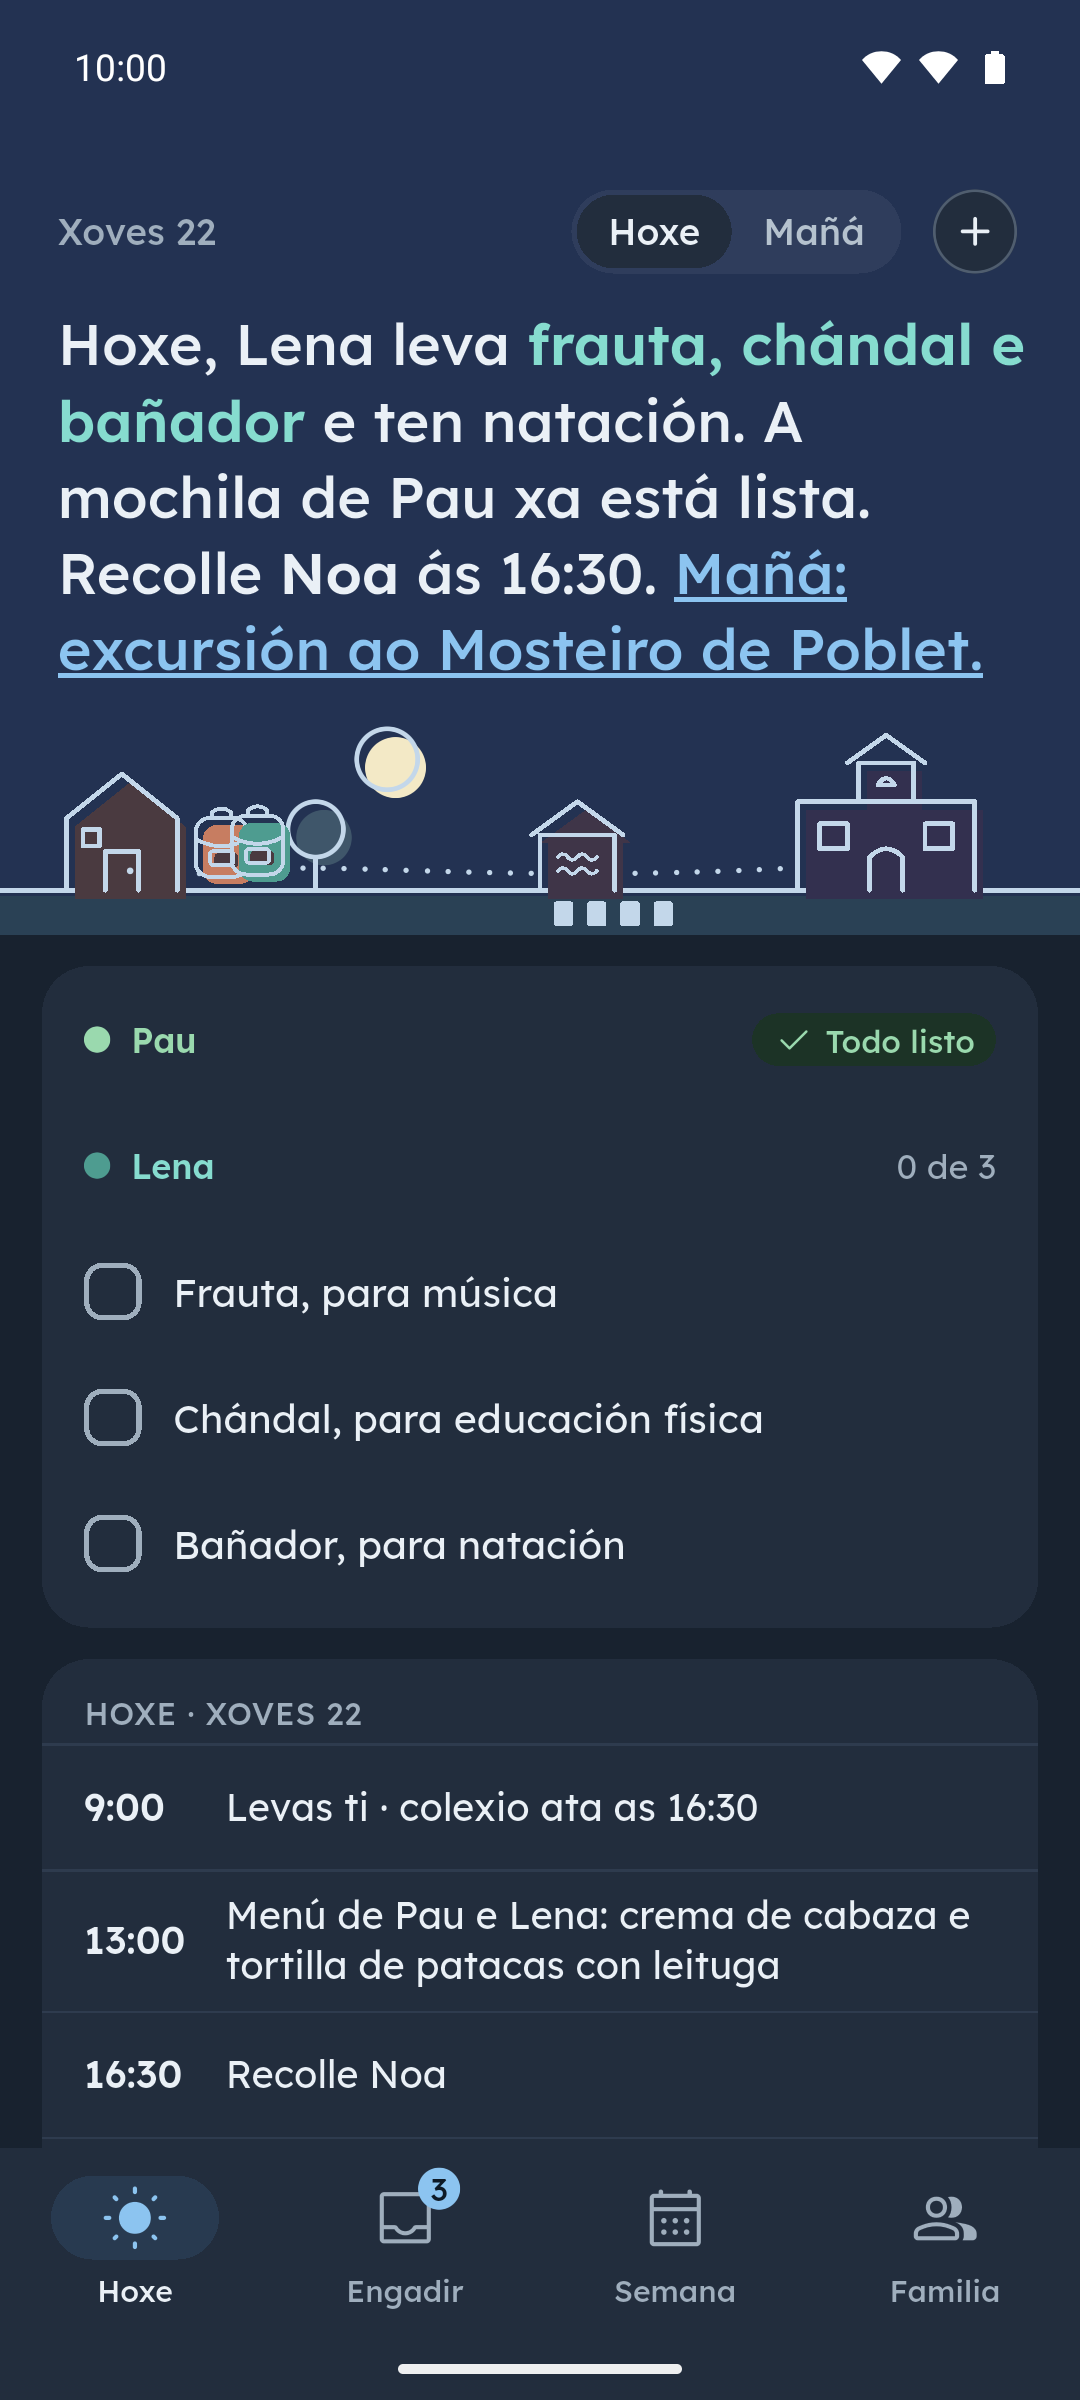 10:00
Xoves 22
Hoxe
Mañá
Hoxe, Lena leva frauta, chándal e
bañador e ten natación. A
mochila de Pau xa está lista.
Recolle Noa ás 16:30. Mañá:
excursión ao Mosteiro de Poblet.
Pau
Todo listo
Lena
0 de 3
Frauta, para música
Chándal, para educación física
Bañador, para natación
HOXE · XOVES 22
9:00
Levas ti · colexio ata as 16:30
13:00
Menú de Pau e Lena: crema de cabaza e
tortilla de patacas con leituga
16:30
Recolle Noa
3
Hoxe
Engadir
Semana
Familia